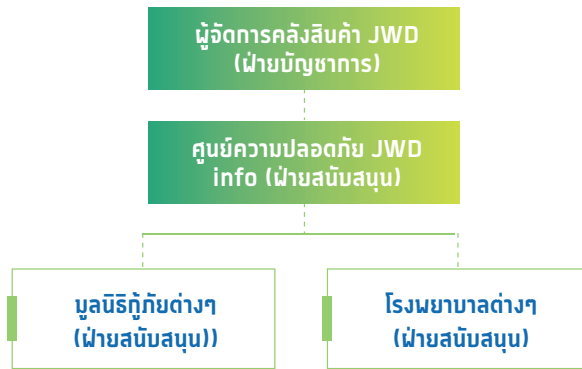 ผู้จัดการคลังสินค้า JWD
(ฝ่ายบัญชาการ)
ศูนย์ความปลอดภัย JWD
info (ฝ่ายสนับสนุน)
มูลนิธิกู้ภัยต่างๆ
(ฝ่ายสนับสนุน))
โรงพยาบาลต่างๆ
(ฝ่ายสนับสนุน)